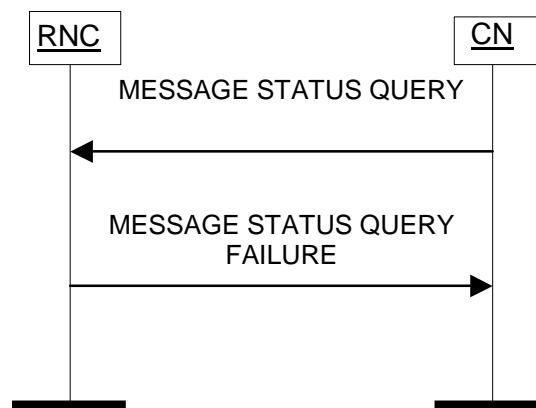 RNC
CN
MESSAGE STATUS QUERY
MESSAGE STATUS QUERY
FAILURE